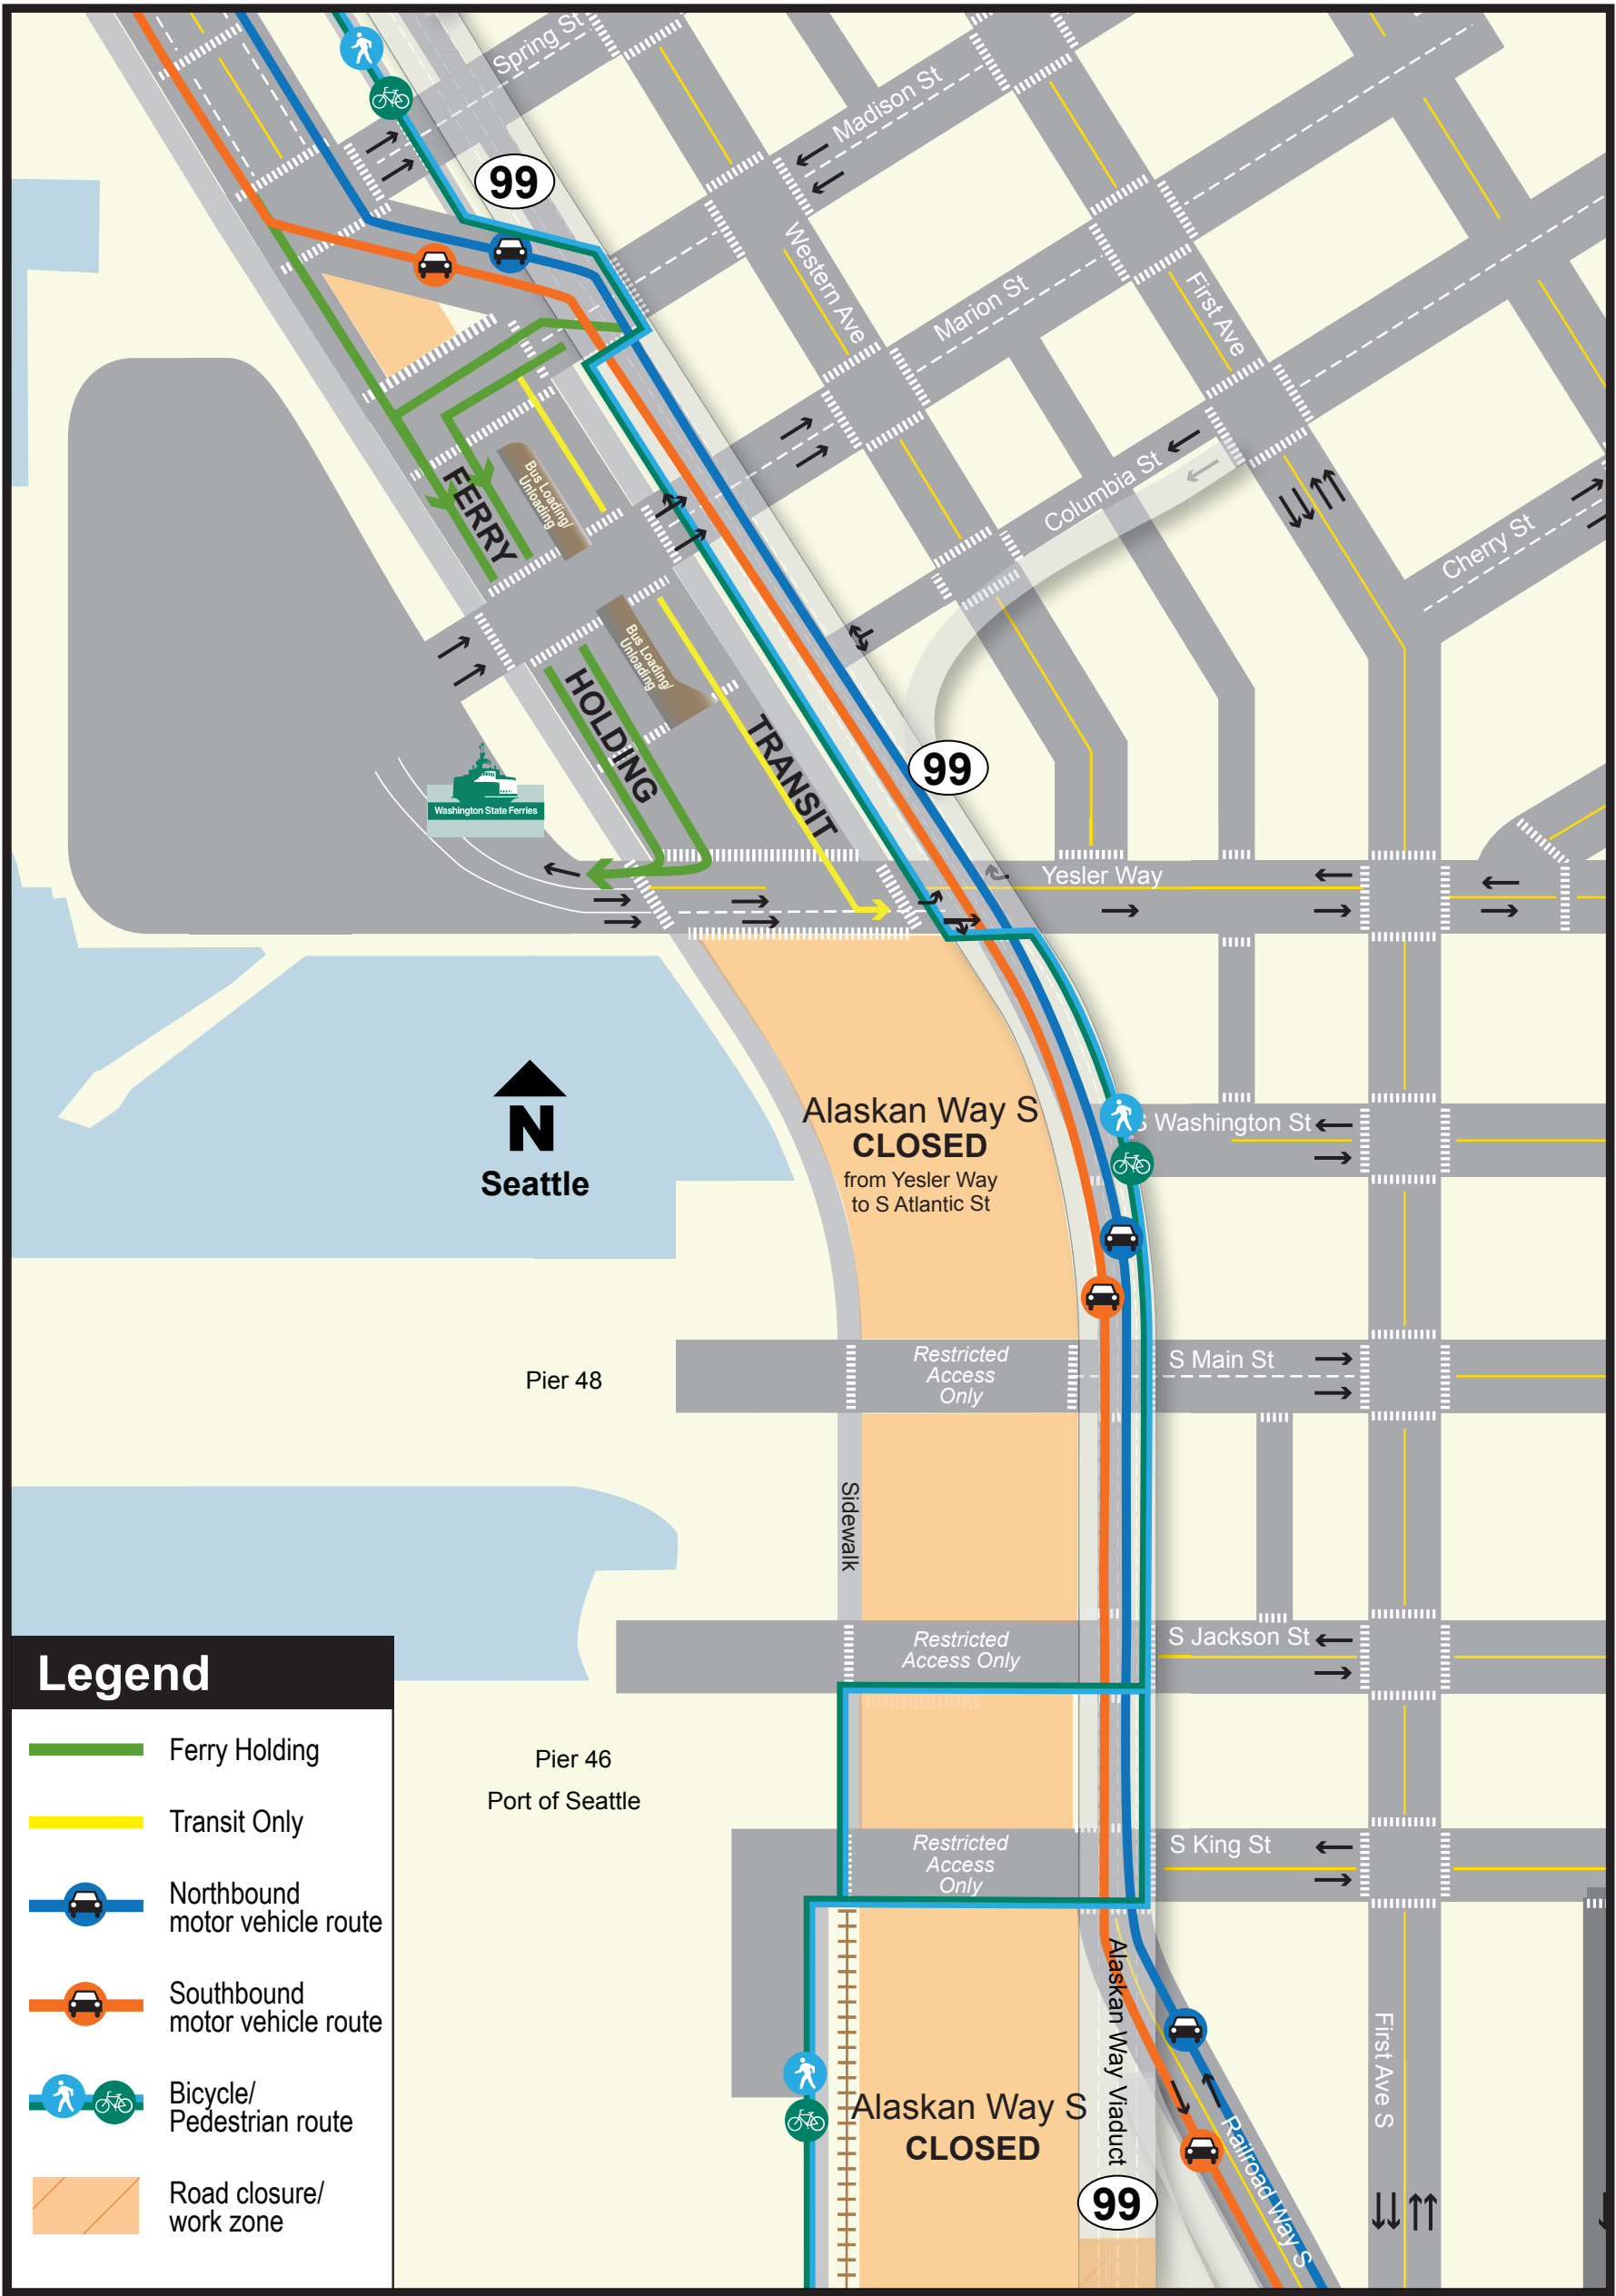 Spring St
Madison St
99
Western Ave
Marion St
First Ave
Columbia St
Cherry St
Bus Loading/
Unloading
FERRY
Bus Loading/
Unloading
HOLDING
TRANSIT
99
Washington State Ferries
Yesler Way
N
Seattle
Alaskan Way S
CLOSED
from Yesler Way
to S Atlantic St
S Washington St
Pier 48
Restricted
Access
Only
S Main St
Sidewalk
Restricted
Access Only
S Jackson St
Pier 46
Port of Seattle
Restricted
Access
Only
S King St
Alaskan Way Viaduct
First Ave S
Alaskan Way S
CLOSED
Railroad Way S
99
Legend
Ferry Holding
Transit Only
Northbound
motor vehicle route
Southbound
motor vehicle route
Bicycle/
Pedestrian route
Road closure/
work zone